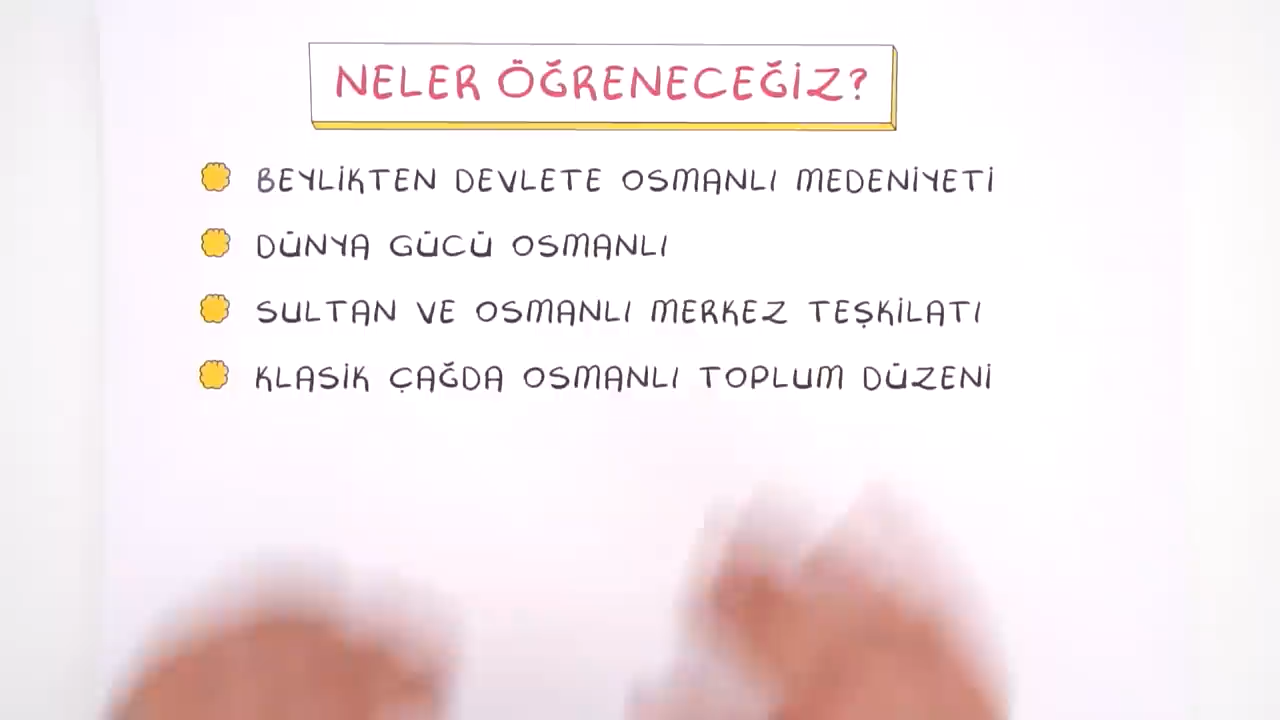 NELER ÖĞRENECEĞİZ?
BEYLİKTEN DEVLETE OSMANLI MEDENİYETİ
DÜNYA GÜCÜ OSMANLI
SULTAN VE OSMANLI MERKEZ TEŞKİLATI
KLASİK ÇAĞDA OSMANLI TOPLUM DÜZENİ